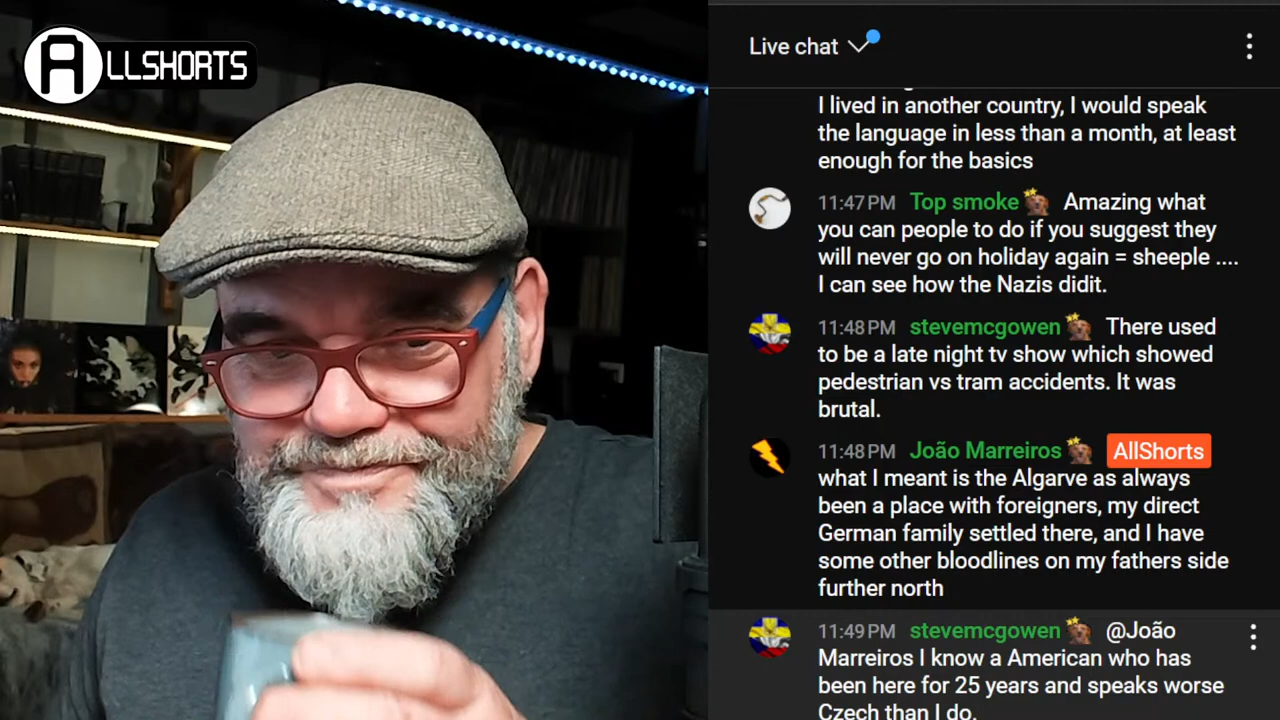 ALLSHORTS
Live chat
I lived in another country, I would speak
the language in less than a month, at least
enough for the basics
11:47 PM Top smoke Amazing what
you can people to do if you suggest they
will never go on holiday again = sheeple ....
I can see how the Nazis didit.
11:48 PM stevemcgowen There used
to be a late night tv show which showed
pedestrian vs tram accidents. It was
brutal.
11:48 PM João Marreiros AllShorts
what I meant is the Algarve as always
been a place with foreigners, my direct
German family settled there, and I have
some other bloodlines on my fathers side
further north
11:49 PM stevemcgowen @João
Marreiros I know a American who has
been here for 25 years and speaks worse
Czech than I do.